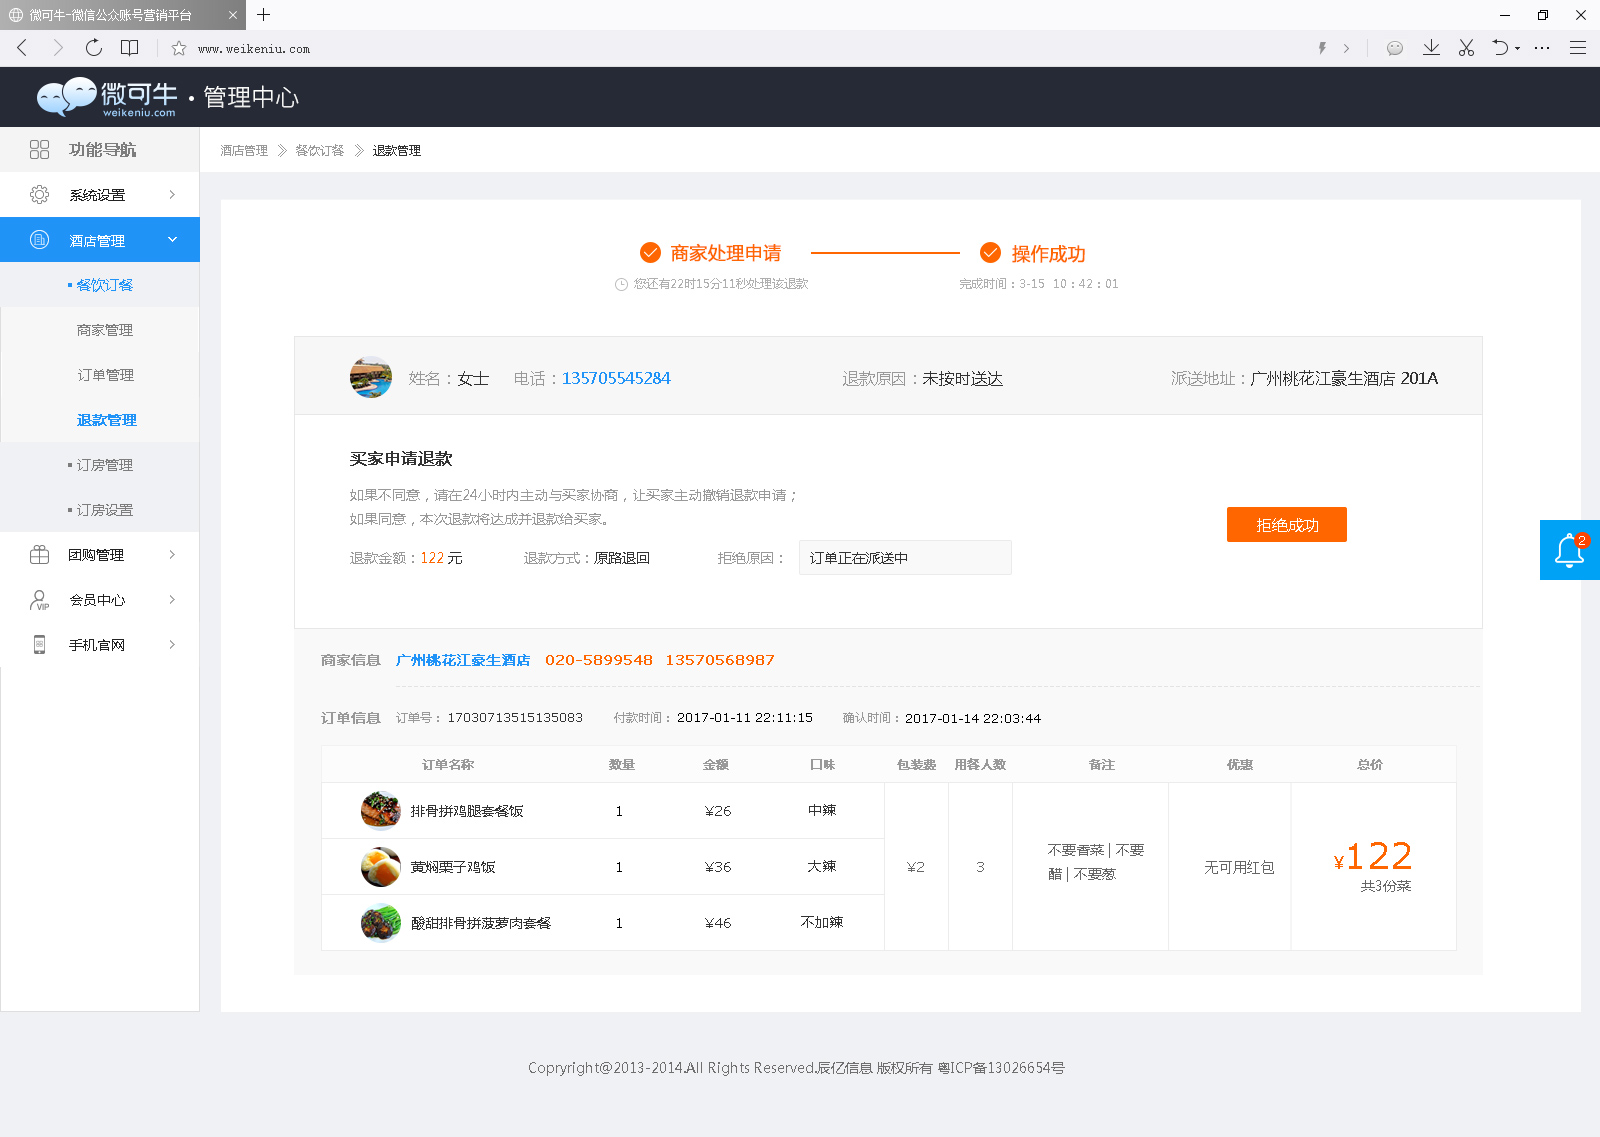 微可牛-微信公众账号营销平台
www.weikeniu.com
微可牛 · 管理中心
weikeniu.com
功能导航
系统设置
酒店管理
餐饮订餐
商家管理
订单管理
退款管理
订房管理
订房设置
团购管理
会员中心
VIP
手机官网
酒店管理 餐饮订餐 退款管理
商家处理申请 操作成功
您还有22时15分11秒处理该退款 完成时间：3-15 10：42：01
姓名：女士 电话：135705545284 退款原因：未按时送达 派送地址：广州桃花江豪生酒店 201A
买家申请退款
如果不同意，请在24小时内主动与买家协商，让买家主动撤销退款申请；
如果同意，本次退款将达成并退款给买家。
拒绝成功
退款金额：122 元 退款方式：原路退回 拒绝原因： 订单正在派送中
2
商家信息 广州桃花江豪生酒店 020-5899548 13570568987
订单信息 订单号： 17030713515135083 付款时间： 2017-01-11 22:11:15 确认时间： 2017-01-14 22:03:44
订单名称 数量 金额 口味 包装费 用餐人数 备注 优惠 总价
排骨拼鸡腿套餐饭 1 ¥26 中辣
黄焖栗子鸡饭 1 ¥36 大辣
酸甜排骨拼菠萝肉套餐 1 ¥46 不加辣
¥2 3
不要香菜 | 不要
醋 | 不要葱
无可用红包
¥122
共3份菜
Copryright@2013-2014.All Rights Reserved.辰亿信息 版权所有 粤ICP备13026654号